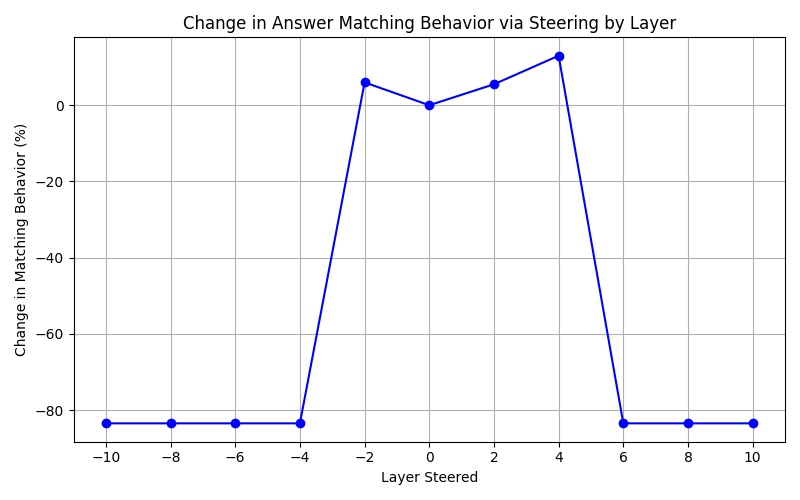 Change in Answer Matching Behavior via Steering by Layer
Change in Matching Behavior (%)
0
−20
−40
−60
−80
−10 −8 −6 −4 −2 0 2 4 6 8 10
Layer Steered